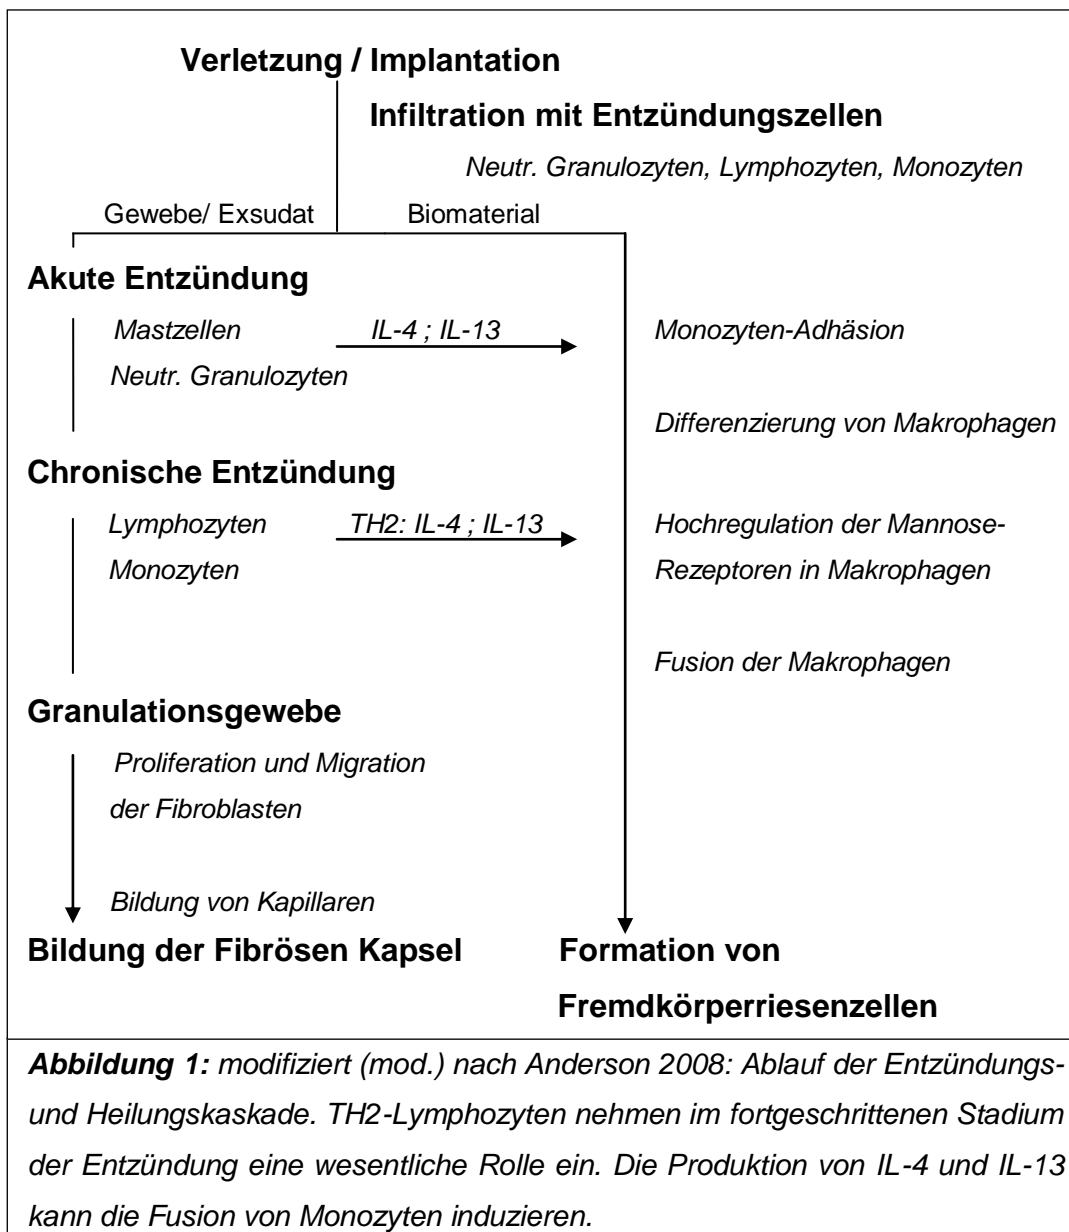 Verletzung / Implantation
Infiltration mit Entzündungszellen
Neutr. Granulozyten, Lymphozyten, Monozyten
Gewebe/ Exsudat Biomaterial
Akute Entzündung
Mastzellen IL-4 ; IL-13 Monozyten-Adhäsion
Neutr. Granulozyten
Differenzierung von Makrophagen
Chronische Entzündung
Lymphozyten TH2: IL-4 ; IL-13 Hochregulation der Mannose-
Monozyten Rezeptoren in Makrophagen
Fusion der Makrophagen
Granulationsgewebe
Proliferation und Migration
der Fibroblasten
Bildung von Kapillaren
Bildung der Fibrösen Kapsel Formation von
Fremdkörperriesenzellen
Abbildung 1: modifiziert (mod.) nach Anderson 2008: Ablauf der Entzündungs-
und Heilungskaskade. TH2-Lymphozyten nehmen im fortgeschrittenen Stadium
der Entzündung eine wesentliche Rolle ein. Die Produktion von IL-4 und IL-13
kann die Fusion von Monozyten induzieren.